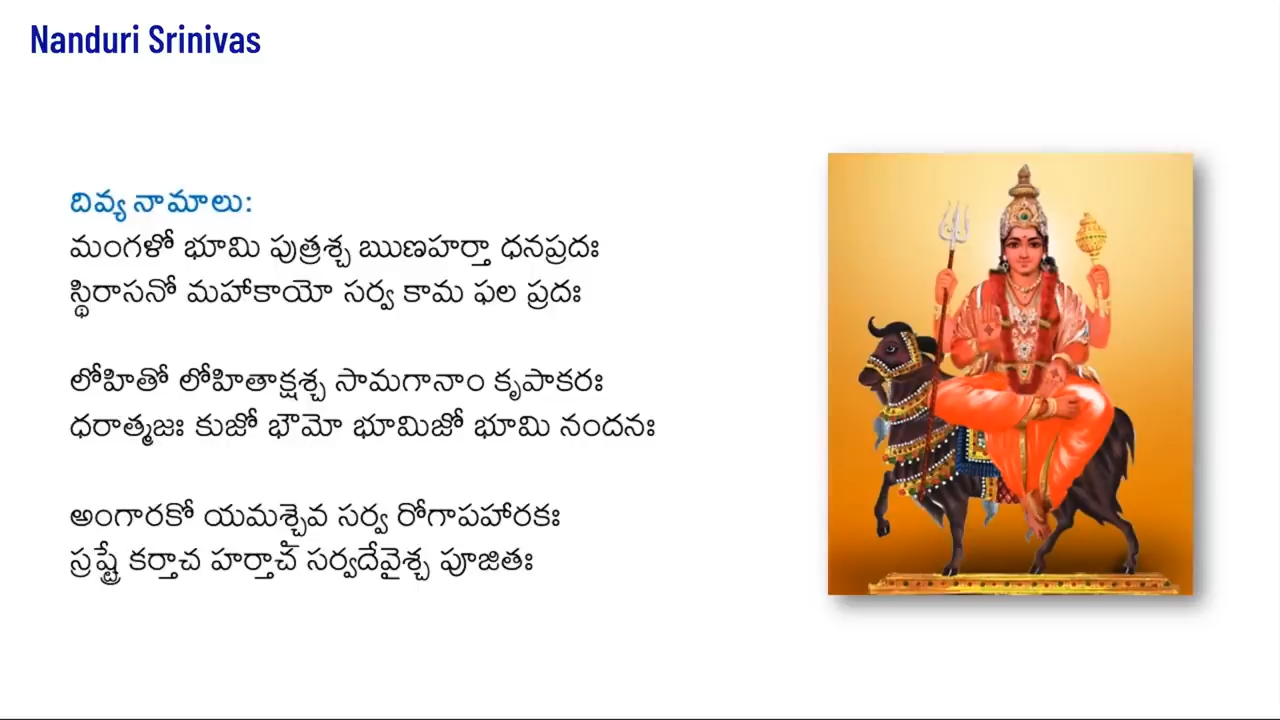 Nanduri Srinivas
దివ్య నామాలు:
మంగళో భూమి పుత్రశ్చ ఋణహర్తా ధనప్రదః
స్థిరాసనో మహాకాయో సర్వ కామ ఫల ప్రదః
లోహితో లోహితాక్షశ్చ సామగానాం కృపాకరః
ధరాత్మజః కుజో భౌమో భూమిజో భూమి నందనః
అంగారకో యమశ్చైవ సర్వ రోగాపహారకః
స్రష్ట్రే కర్తాచ హర్తాచ సర్వదేవైశ్చ పూజితః